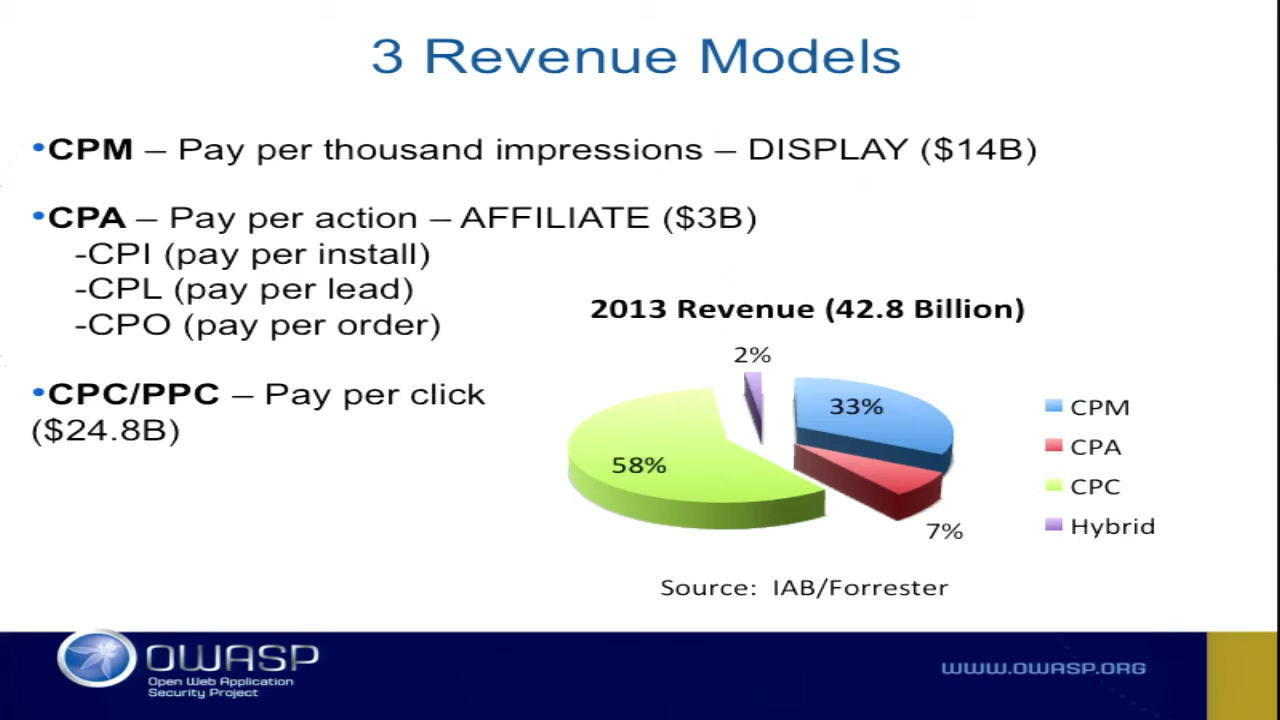 3 Revenue Models
•CPM – Pay per thousand impressions – DISPLAY ($14B)
•CPA – Pay per action – AFFILIATE ($3B)
-CPI (pay per install)
-CPL (pay per lead)
-CPO (pay per order)
•CPC/PPC – Pay per click
($24.8B)
2013 Revenue (42.8 Billion)
2%
33%
58%
7%
CPM
CPA
CPC
Hybrid
Source: IAB/Forrester
OWASP
Open Web Application
Security Project
WWW.OWASP.ORG